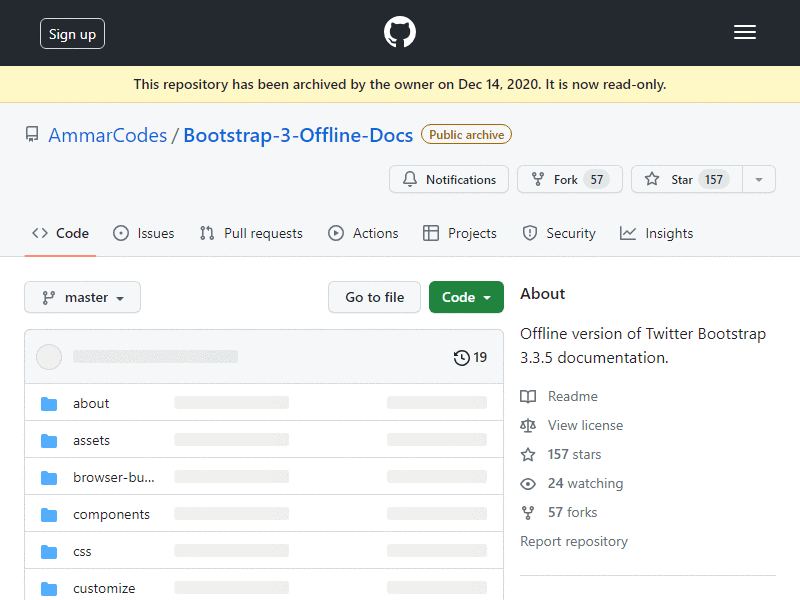 Sign up
This repository has been archived by the owner on Dec 14, 2020. It is now read-only.
AmmarCodes / Bootstrap-3-Offline-Docs Public archive
Notifications Fork 57 Star 157
Code Issues Pull requests Actions Projects Security Insights
master Go to file Code
19
about
assets
browser-bu...
components
css
customize
About
Offline version of Twitter Bootstrap
3.3.5 documentation.
Readme
View license
157 stars
24 watching
57 forks
Report repository